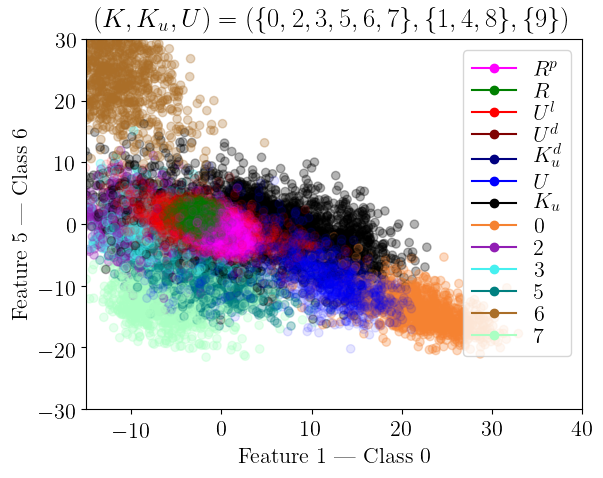 (K, K_u, U) = ({0, 2, 3, 5, 6, 7}, {1, 4, 8}, {9})
30
20
10
0
−10
−20
−30
Feature 5 — Class 6
R^p
R
U^l
U^d
K_u^d
U
K_u
0
2
3
5
6
7
−10
0
10
20
30
40
Feature 1 — Class 0